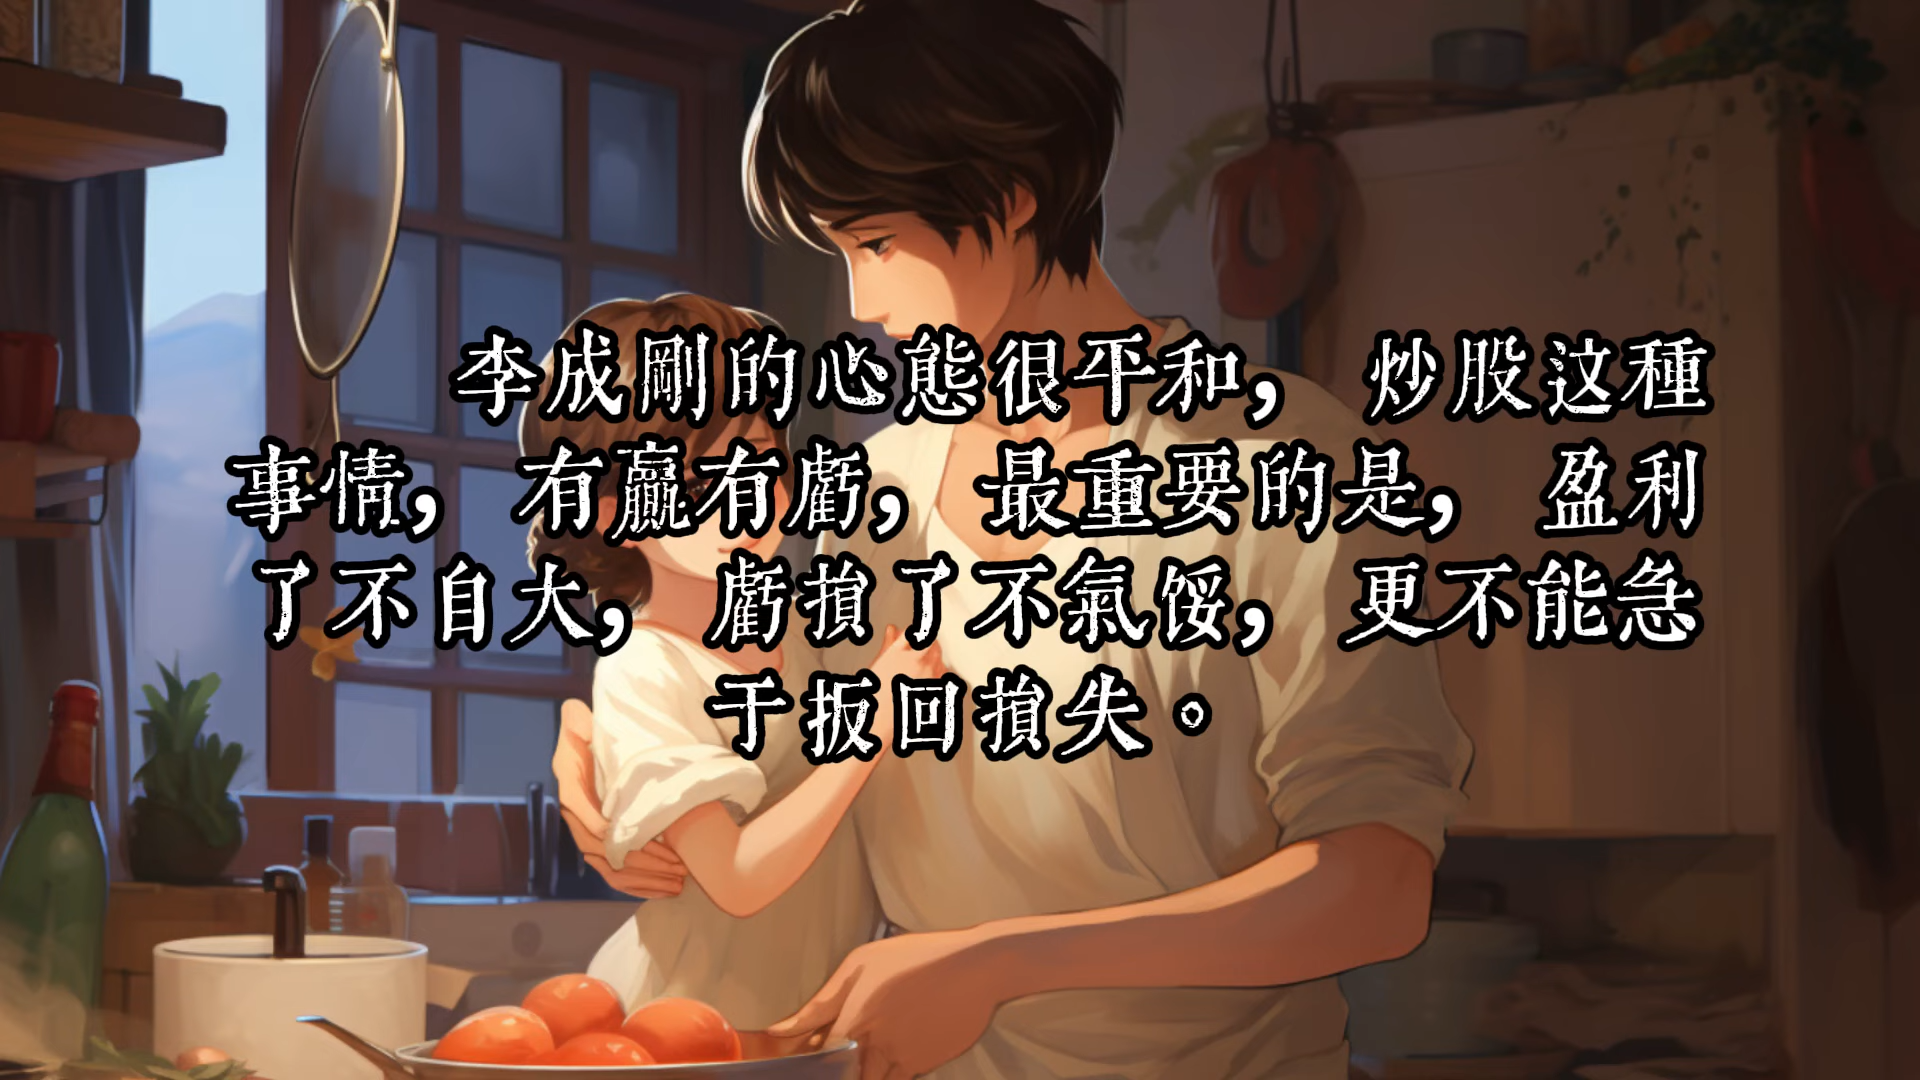 李成剛的心態很平和，炒股这種
事情，有贏有虧，最重要的是，盈利
了不自大，虧損了不氣馁，更不能急
于扳回損失。